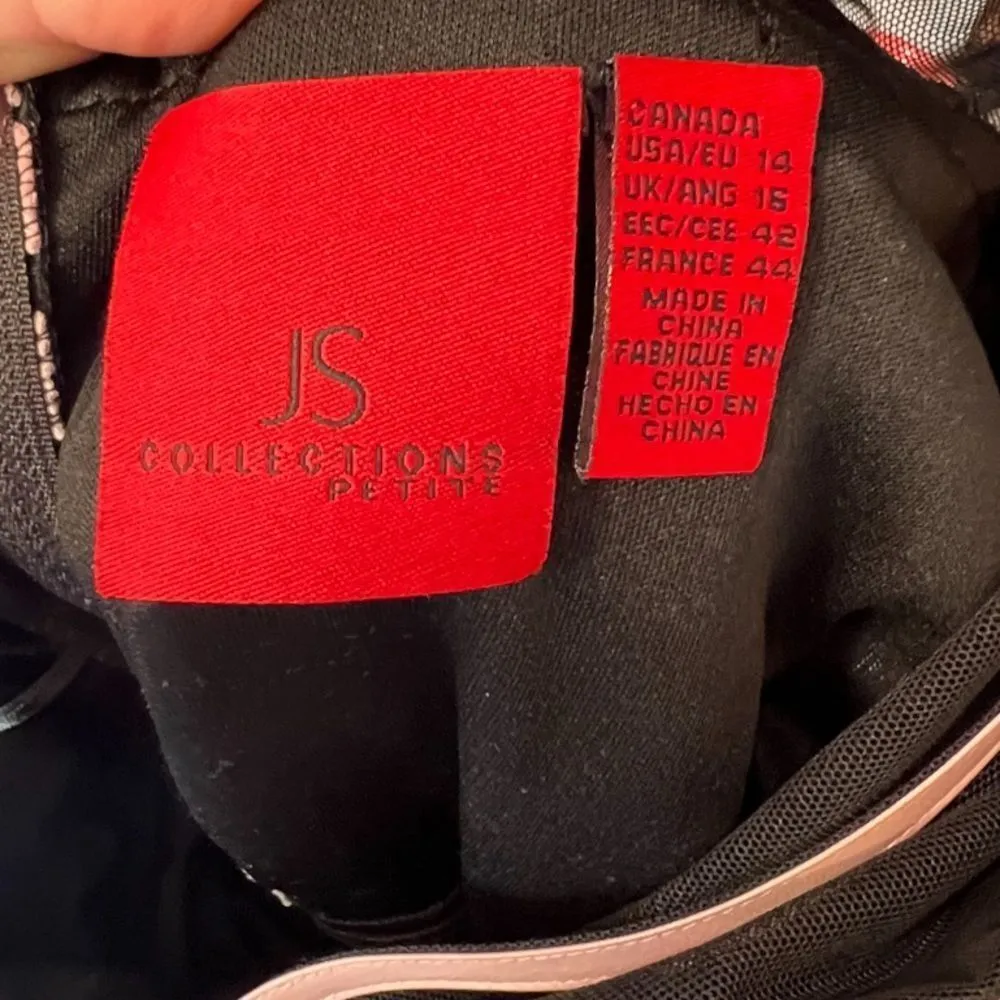 JS
COLLECTIONS
PETITE
CANADA
USA/EU 14
UK/ANG 16
EEC/CEE 42
FRANCE 44
MADE IN
CHINA
FABRIQUE EN
CHINE
HECHO EN
CHINA